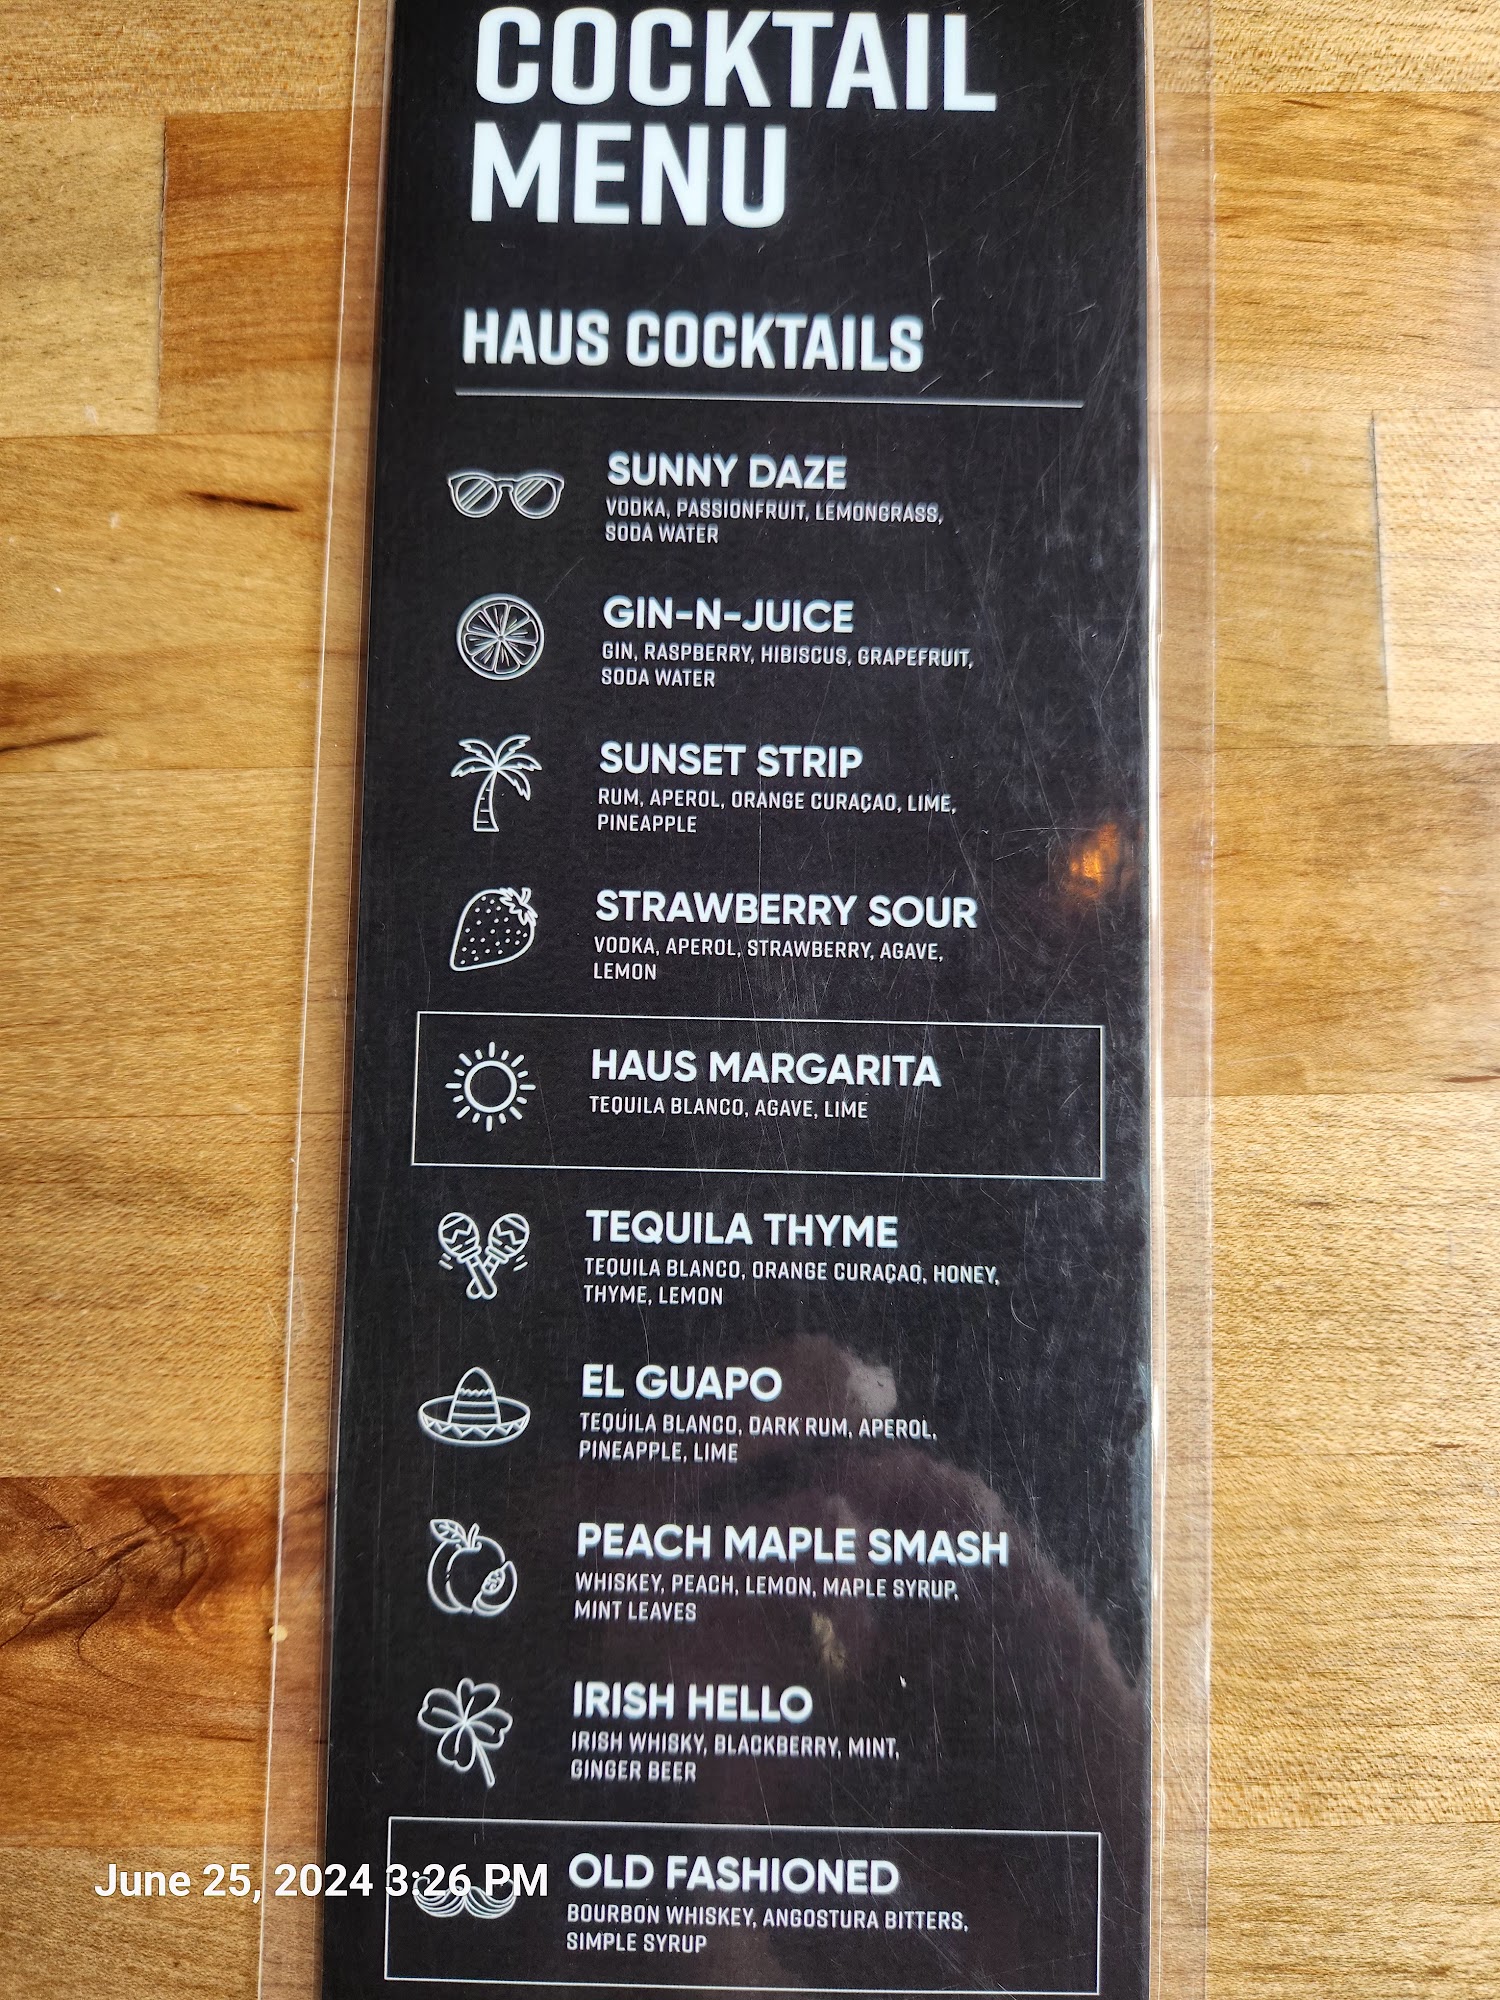 COCKTAIL
MENU
HAUS COCKTAILS
SUNNY DAZE
VODKA, PASSIONFRUIT, LEMONGRASS,
SODA WATER
GIN-N-JUICE
GIN, RASPBERRY, HIBISCUS, GRAPEFRUIT,
SODA WATER
SUNSET STRIP
RUM, APEROL, ORANGE CURAÇAO, LIME,
PINEAPPLE
STRAWBERRY SOUR
VODKA, APEROL, STRAWBERRY, AGAVE,
LEMON
HAUS MARGARITA
TEQUILA BLANCO, AGAVE, LIME
TEQUILA THYME
TEQUILA BLANCO, ORANGE CURAÇAO, HONEY,
THYME, LEMON
EL GUAPO
TEQUILA BLANCO, DARK RUM, APEROL,
PINEAPPLE, LIME
PEACH MAPLE SMASH
WHISKEY, PEACH, LEMON, MAPLE SYRUP,
MINT LEAVES
IRISH HELLO
IRISH WHISKY, BLACKBERRY, MINT,
GINGER BEER
OLD FASHIONED
BOURBON WHISKEY, ANGOSTURA BITTERS,
SIMPLE SYRUP
June 25, 2024 3:26 PM